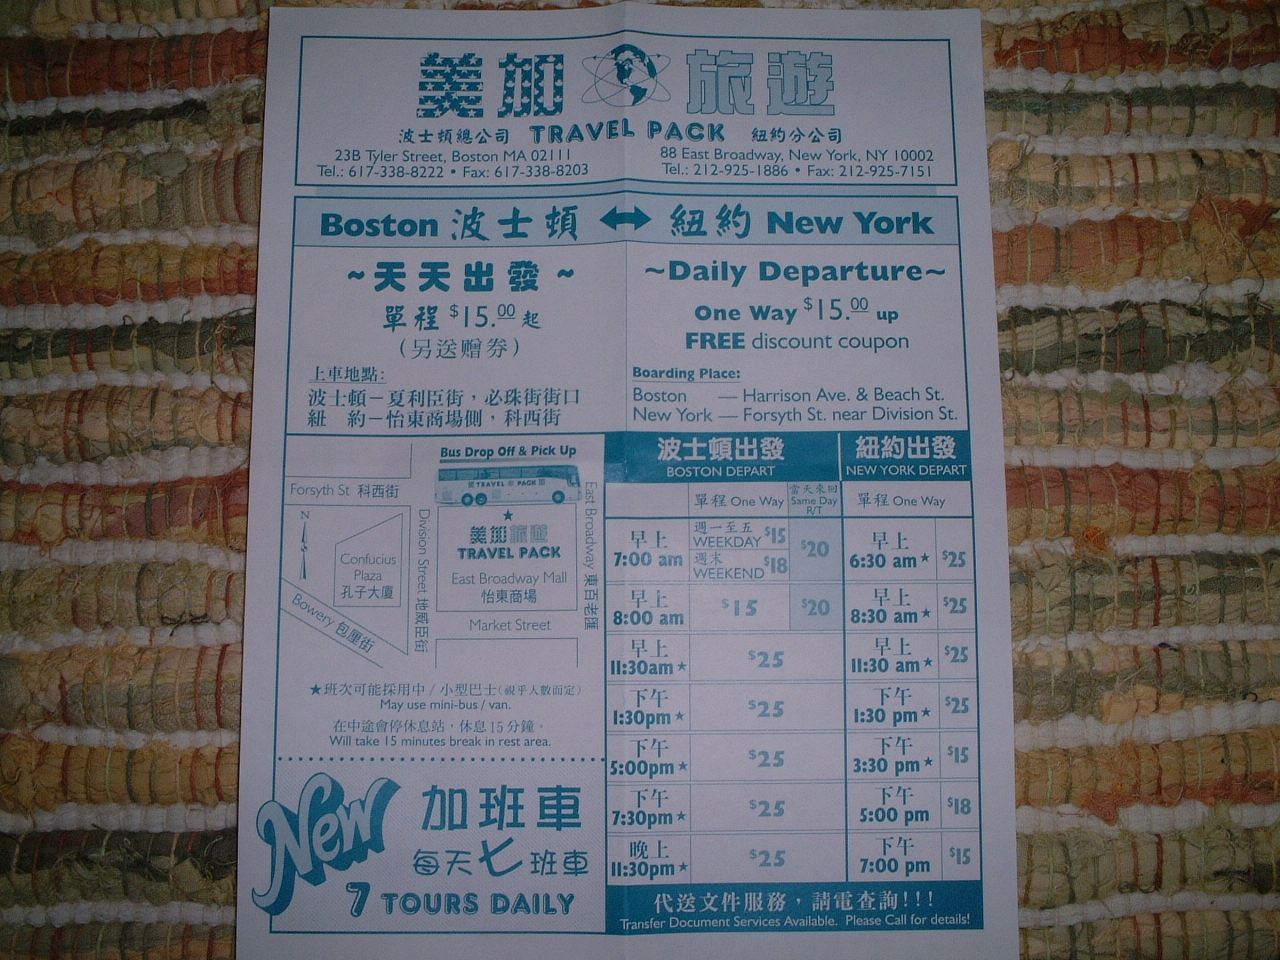 美加 旅遊
波士頓總公司 TRAVEL PACK 紐約分公司
23B Tyler Street, Boston MA 02111
Tel.: 617-338-8222 • Fax: 617-338-8203
88 East Broadway, New York, NY 10002
Tel.: 212-925-1886 • Fax: 212-925-7151
Boston 波士頓 ↔ 紐約 New York
~天天出發~
單程 $15.00 起
(另送赠券)
上車地點:
波士頓－夏利臣街，必珠街街口
紐 約－怡東商場側，科西街
~Daily Departure~
One Way $15.00 up
FREE discount coupon
Boarding Place:
Boston — Harrison Ave. & Beach St.
New York — Forsyth St. near Division St.
Bus Drop Off & Pick Up
TRAVEL PACK
Forsyth St 科西街
N
Confucius
Plaza
孔子大廈
Bowery 包厘街
Division Street 地威臣街
★
美加旅遊
TRAVEL PACK
East Broadway Mall
怡東商場
Market Street
East Broadway 東百老匯
★班次可能採用中 / 小型巴士(視乎人數而定)
May use mini-bus / van.
在中途會停休息站，休息 15 分鐘。
Will take 15 minutes break in rest area.
New 加班車
每天七班車
7 TOURS DAILY
波士頓出發 紐約出發
BOSTON DEPART NEW YORK DEPART
單程 One Way 當天來回 Same Day R/T 單程 One Way
早上 7:00 am 週一至五 WEEKDAY $15 週末 WEEKEND $18 $20 早上 6:30 am★ $25
早上 8:00 am $15 $20 早上 8:30 am★ $25
早上 11:30am★ $25 早上 11:30 am★ $25
下午 1:30pm★ $25 下午 1:30 pm★ $25
下午 5:00pm★ $25 下午 3:30 pm★ $15
下午 7:30pm★ $25 下午 5:00 pm $18
晚上 11:30pm★ $25 下午 7:00 pm $15
代送文件服務，請電查詢!!!
Transfer Document Services Available. Please Call for details!